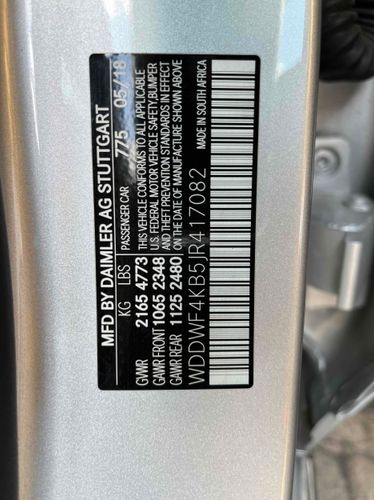 MFD BY DAIMLER AG STUTTGART
PASSENGER CAR 775 05/18
KG LBS
GVWR 2165 4773
GAWR FRONT 1065 2348
GAWR REAR 1125 2480
THIS VEHICLE CONFORMS TO ALL APPLICABLE
U.S. FEDERAL MOTOR VEHICLE SAFETY, BUMPER
AND THEFT PREVENTION STANDARDS IN EFFECT
ON THE DATE OF MANUFACTURE SHOWN ABOVE
WDDWF4KB5JR417082
MADE IN SOUTH AFRICA